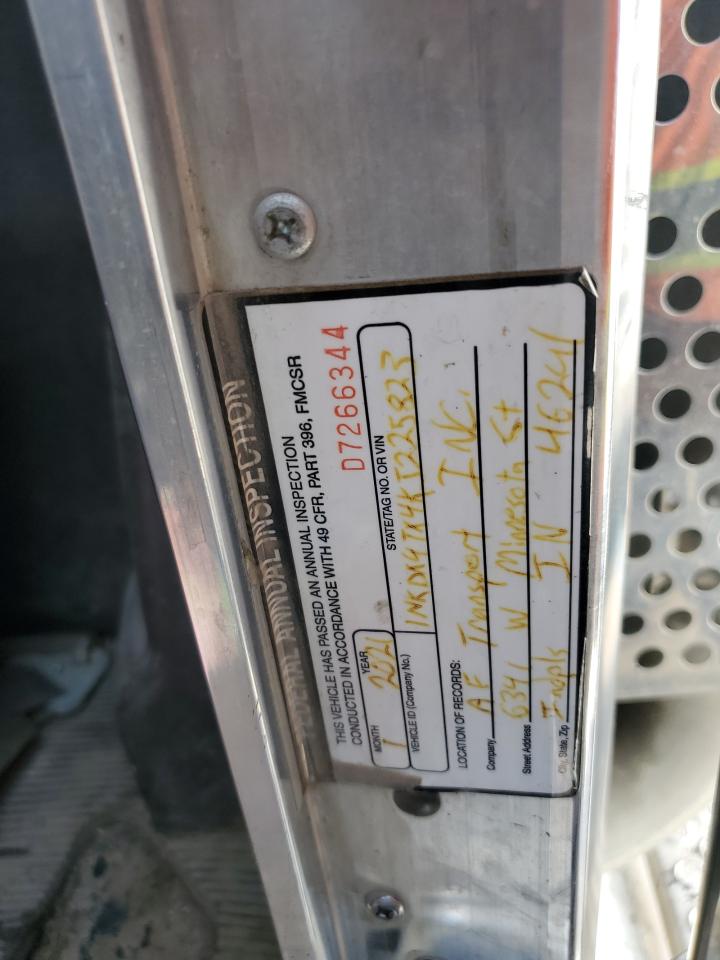 FEDERAL ANNUAL INSPECTION
THIS VEHICLE HAS PASSED AN ANNUAL INSPECTION
CONDUCTED IN ACCORDANCE WITH 49 CFR, PART 396, FMCSR
D7266344
MONTH YEAR STATE/TAG NO. OR VIN
1 2021 1NKDX4TX4KJ225823
VEHICLE ID (Company No.)
LOCATION OF RECORDS:
AF Transport INC.
Company
6341 W Minnesota St
Street Address
Indpls IN 46241
City, State, Zip